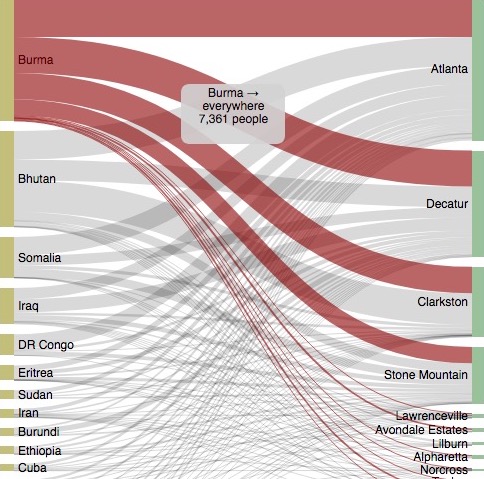 Burma
Bhutan
Somalia
Iraq
DR Congo
Eritrea
Sudan
Iran
Burundi
Ethiopia
Cuba
Burma →
everywhere
7,361 people
Atlanta
Decatur
Clarkston
Stone Mountain
Lawrenceville
Avondale Estates
Lilburn
Alpharetta
Norcross